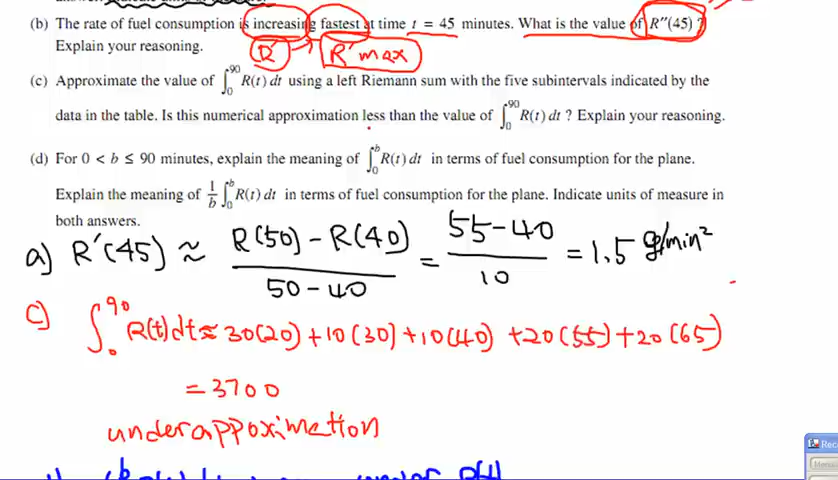 (b) The rate of fuel consumption is increasing fastest at time t = 45 minutes. What is the value of R″(45) ?
Explain your reasoning.
R′
R′ max
(c) Approximate the value of ∫₀⁹⁰ R(t) dt using a left Riemann sum with the five subintervals indicated by the
data in the table. Is this numerical approximation less than the value of ∫₀⁹⁰ R(t) dt ? Explain your reasoning.
(d) For 0 < b ≤ 90 minutes, explain the meaning of ∫₀ᵇ R(t) dt in terms of fuel consumption for the plane.
Explain the meaning of 1/b ∫₀ᵇ R(t) dt in terms of fuel consumption for the plane. Indicate units of measure in
both answers.
a) R′(45) ≈ (R(50) - R(40))/(50 - 40) = (55 - 40)/10 = 1.5 g/min²
c) ∫₀⁹⁰ R(t)dt ≈ 30(20) + 10(30) + 10(40) + 20(55) + 20(65)
= 3700
underapproximation